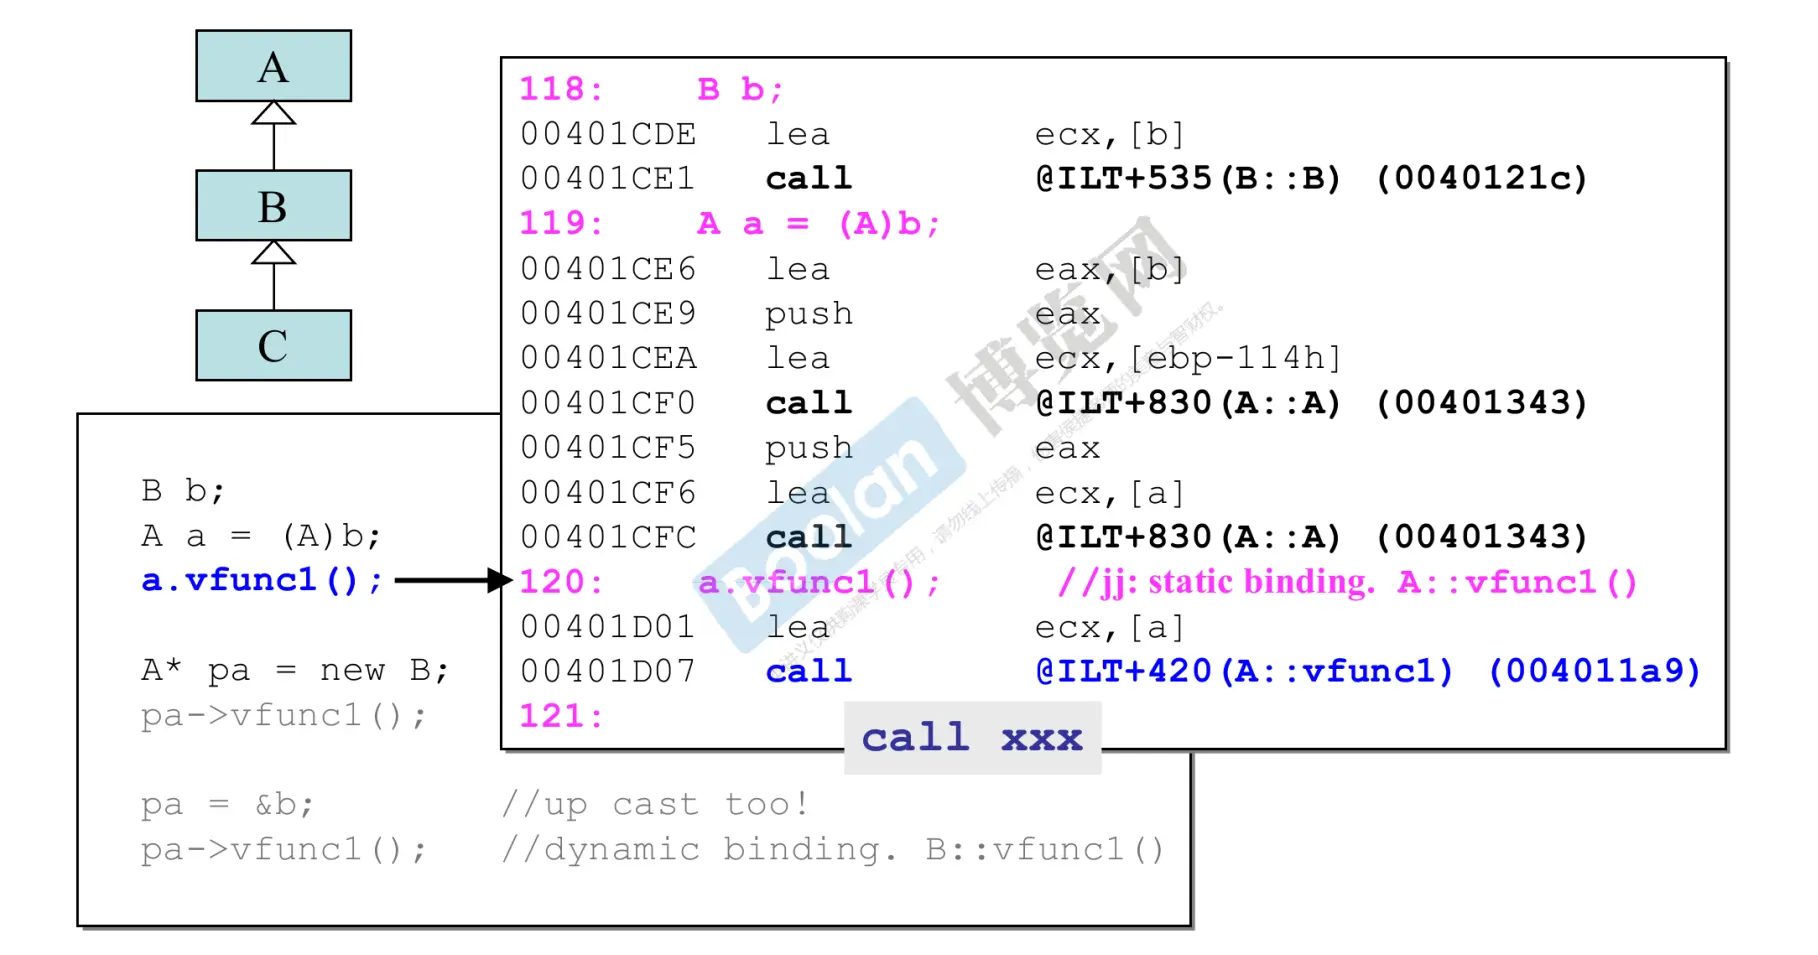 A
B
C
118: B b;
00401CDE lea ecx,[b]
00401CE1 call @ILT+535(B::B) (0040121c)
119: A a = (A)b;
00401CE6 lea eax,[b]
00401CE9 push eax
00401CEA lea ecx,[ebp-114h]
00401CF0 call @ILT+830(A::A) (00401343)
00401CF5 push eax
00401CF6 lea ecx,[a]
00401CFC call @ILT+830(A::A) (00401343)
120: a.vfunc1(); //jj: static binding. A::vfunc1()
00401D01 lea ecx,[a]
00401D07 call @ILT+420(A::vfunc1) (004011a9)
121:
call xxx
B b;
A a = (A)b;
a.vfunc1();
A* pa = new B;
pa->vfunc1();
pa = &b; //up cast too!
pa->vfunc1(); //dynamic binding. B::vfunc1()
Boolan
博览网